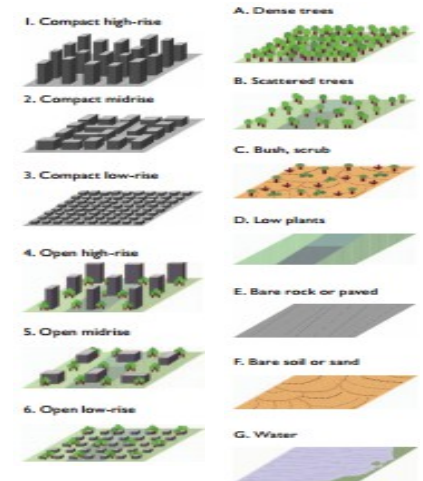 1. Compact high-rise
2. Compact midrise
3. Compact low-rise
4. Open high-rise
5. Open midrise
6. Open low-rise
A. Dense trees
B. Scattered trees
C. Bush, scrub
D. Low plants
E. Bare rock or paved
F. Bare soil or sand
G. Water